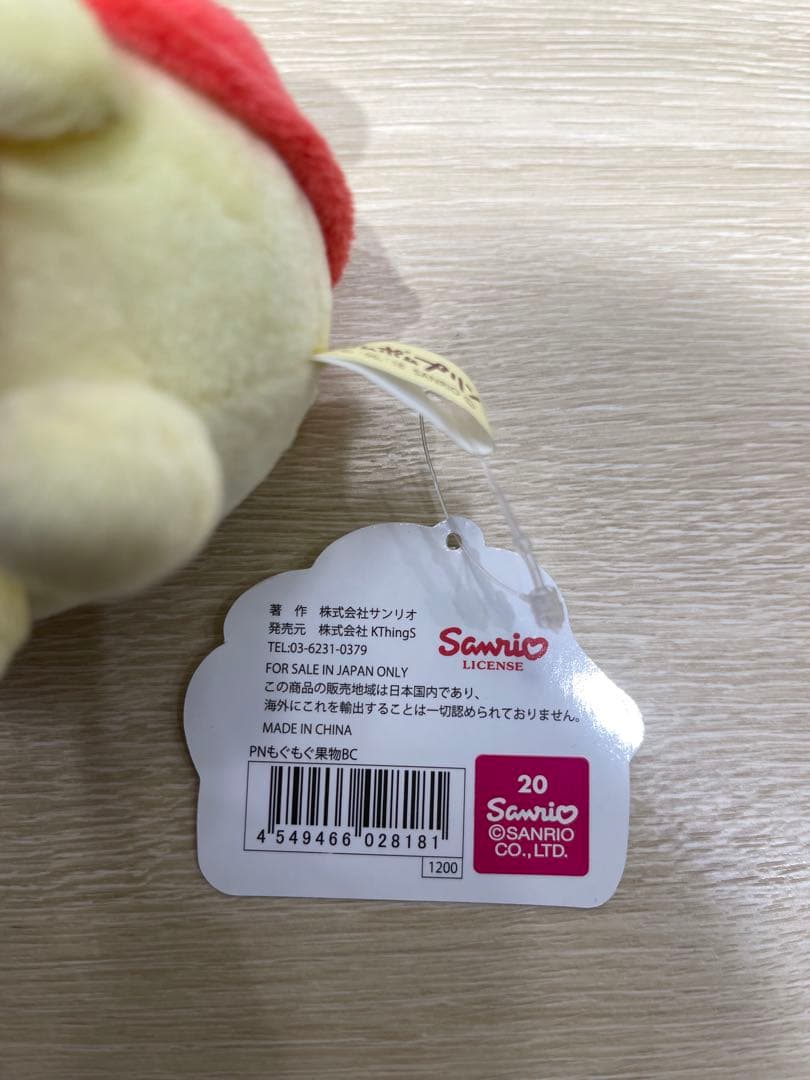 著 作 株式会社サンリオ
発売元 株式会社 KThingS
TEL:03-6231-0379
Sanrio
LICENSE
FOR SALE IN JAPAN ONLY
この商品の販売地域は日本国内であり、
海外にこれを輸出することは一切認められておりません。
MADE IN CHINA
PNもぐもぐ果物BC
4 549466 028181
1200
20
Sanrio
©SANRIO
CO.,LTD.